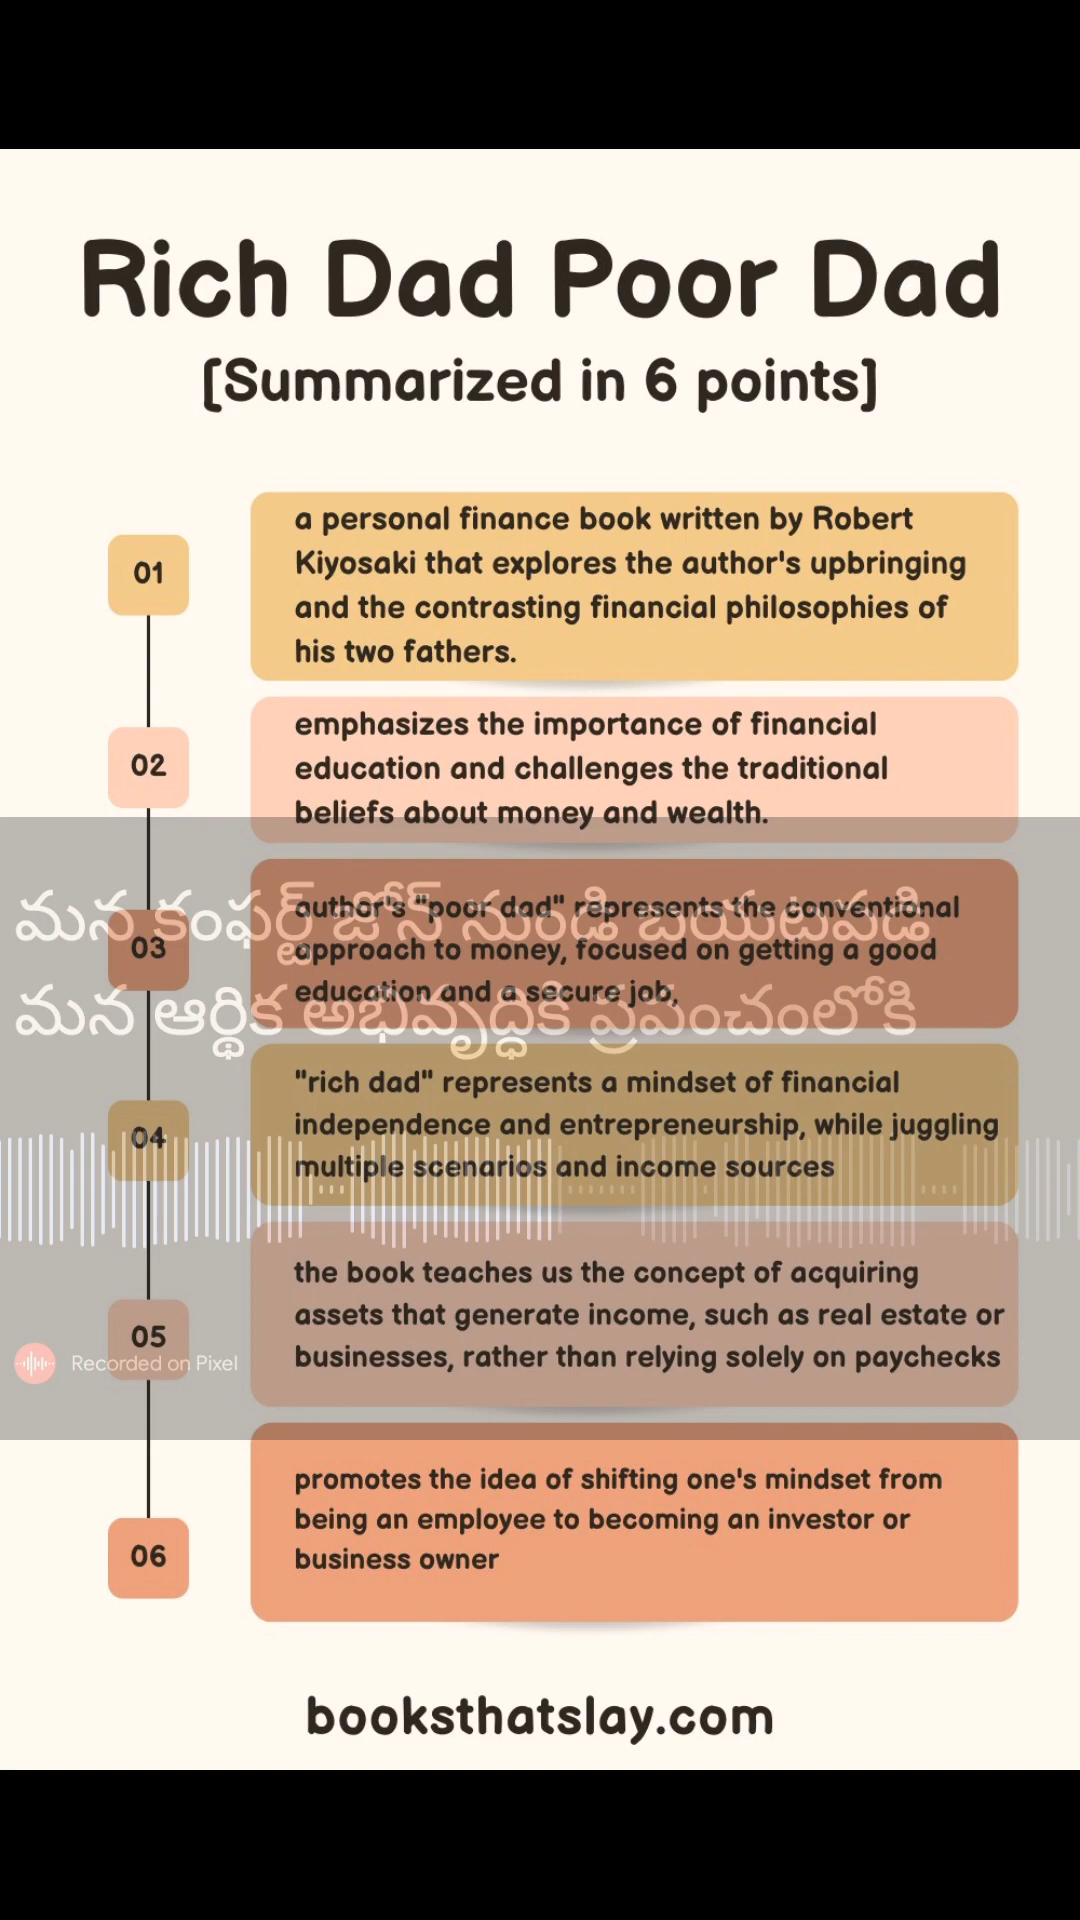 Rich Dad Poor Dad
[Summarized in 6 points]
01
a personal finance book written by Robert
Kiyosaki that explores the author's upbringing
and the contrasting financial philosophies of
his two fathers.
02
emphasizes the importance of financial
education and challenges the traditional
beliefs about money and wealth.
మన కంఫర్ట్ జోన్ నుండి బయటపడి
03
author's "poor dad" represents the conventional
approach to money, focused on getting a good
education and a secure job,
మన ఆర్థిక అభివృద్ధికి ప్రపంచంలోకి
04
"rich dad" represents a mindset of financial
independence and entrepreneurship, while juggling
multiple scenarios and income sources
05
the book teaches us the concept of acquiring
assets that generate income, such as real estate or
businesses, rather than relying solely on paychecks
Recorded on Pixel
06
promotes the idea of shifting one's mindset from
being an employee to becoming an investor or
business owner
booksthatslay.com